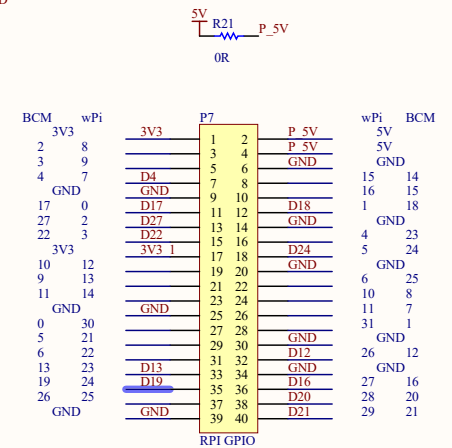 5V
R21
P_5V
0R
BCM wPi P7 wPi BCM
3V3 3V3 1 2 P_5V 5V
2 8 3 4 P_5V 5V
3 9 5 6 GND GND
4 7 D4 7 8 15 14
GND GND 9 10 16 15
17 0 D17 11 12 D18 1 18
27 2 D27 13 14 GND GND
22 3 D22 15 16 4 23
3V3 3V3_1 17 18 D24 5 24
10 12 19 20 GND GND
9 13 21 22 6 25
11 14 23 24 10 8
GND GND 25 26 11 7
0 30 27 28 31 1
5 21 29 30 GND GND
6 22 31 32 D12 26 12
13 23 D13 33 34 GND GND
19 24 D19 35 36 D16 27 16
26 25 37 38 D20 28 20
GND GND 39 40 D21 29 21
RPI GPIO